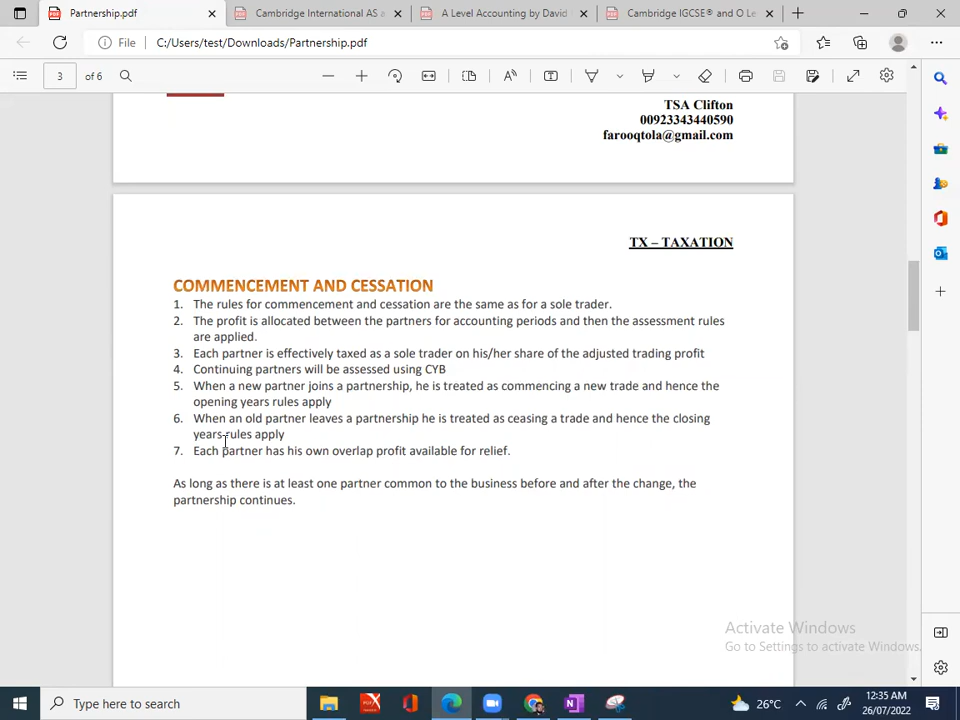 Partnership.pdf
Cambridge International AS a
A Level Accounting by David
Cambridge IGCSE® and O Le
File
C:/Users/test/Downloads/Partnership.pdf
3 of 6
TSA Clifton
00923343440590
farooqtola@gmail.com
TX – TAXATION
COMMENCEMENT AND CESSATION
1. The rules for commencement and cessation are the same as for a sole trader.
2. The profit is allocated between the partners for accounting periods and then the assessment rules
are applied.
3. Each partner is effectively taxed as a sole trader on his/her share of the adjusted trading profit
4. Continuing partners will be assessed using CYB
5. When a new partner joins a partnership, he is treated as commencing a new trade and hence the
opening years rules apply
6. When an old partner leaves a partnership he is treated as ceasing a trade and hence the closing
years rules apply
7. Each partner has his own overlap profit available for relief.
As long as there is at least one partner common to the business before and after the change, the
partnership continues.
Activate Windows
Go to Settings to activate Windows.
Type here to search
26°C
12:35 AM
26/07/2022